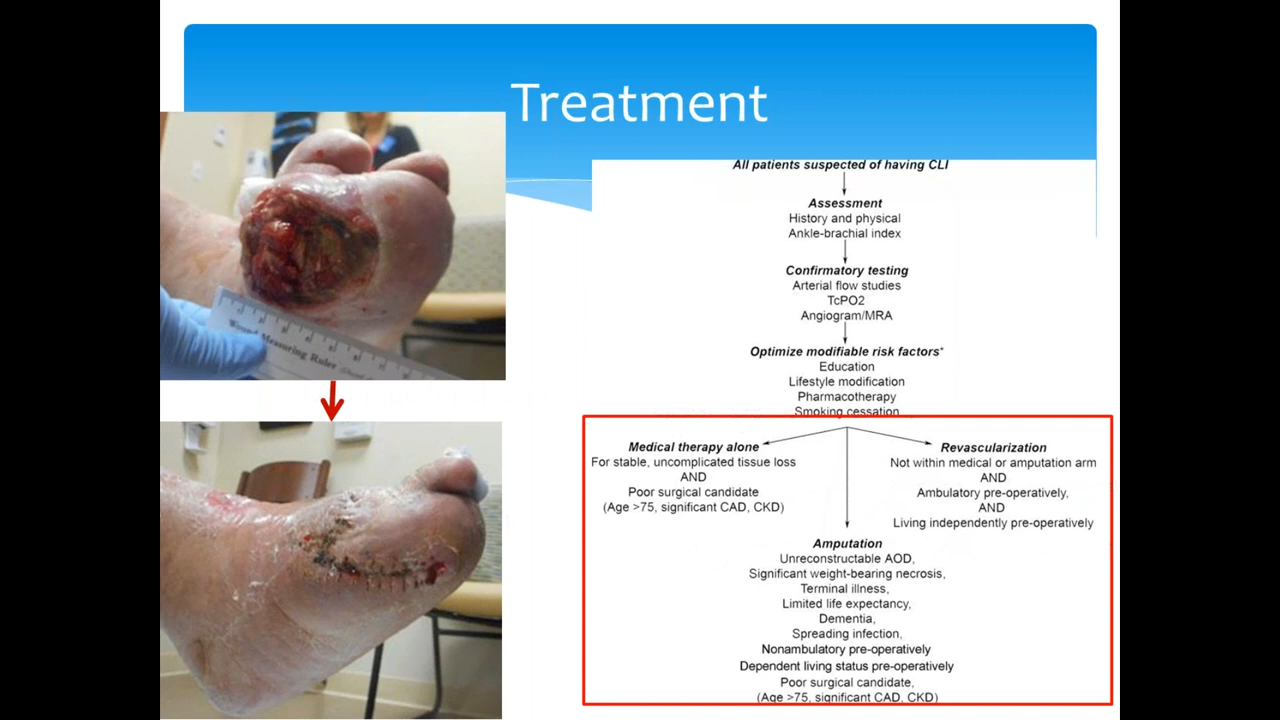 Treatment
Wound Measuring Ruler
All patients suspected of having CLI
Assessment
History and physical
Ankle-brachial index
Confirmatory testing
Arterial flow studies
TcPO2
Angiogram/MRA
Optimize modifiable risk factors*
Education
Lifestyle modification
Pharmacotherapy
Smoking cessation
Medical therapy alone
For stable, uncomplicated tissue loss
AND
Poor surgical candidate
(Age >75, significant CAD, CKD)
Revascularization
Not within medical or amputation arm
AND
Ambulatory pre-operatively,
AND
Living independently pre-operatively
Amputation
Unreconstructable AOD,
Significant weight-bearing necrosis,
Terminal illness,
Limited life expectancy,
Dementia,
Spreading infection,
Nonambulatory pre-operatively
Dependent living status pre-operatively
Poor surgical candidate,
(Age >75, significant CAD, CKD)